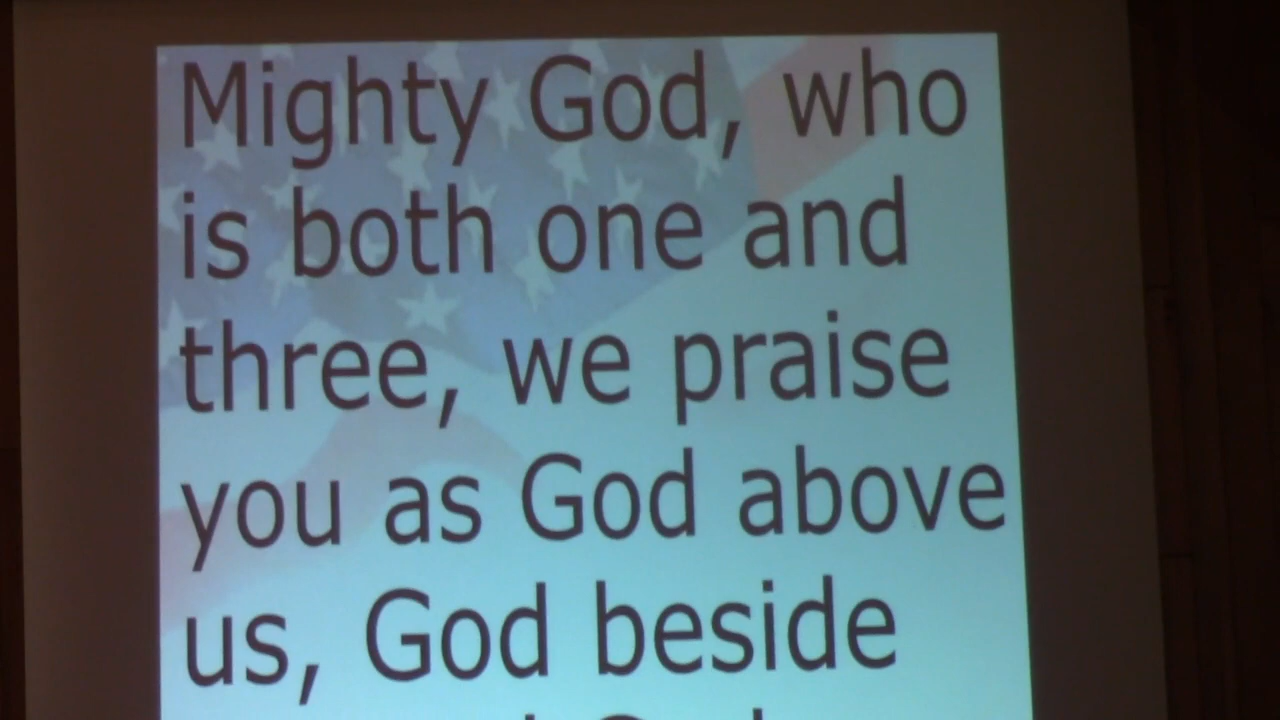 Mighty God, who
is both one and
three, we praise
you as God above
us, God beside